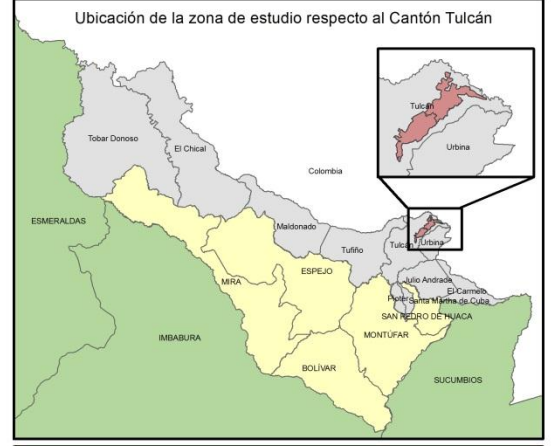 Ubicación de la zona de estudio respecto al Cantón Tulcán
Tulcán
Urbina
Tobar Donoso
El Chical
Colombia
ESMERALDAS
Maldonado
Tufiño
Tulcán
Urbina
MIRA
ESPEJO
Julio Andrade
El Carmelo
Pioter
Santa Martha de Cuba
SAN PEDRO DE HUACA
IMBABURA
MONTÚFAR
BOLÍVAR
SUCUMBIOS